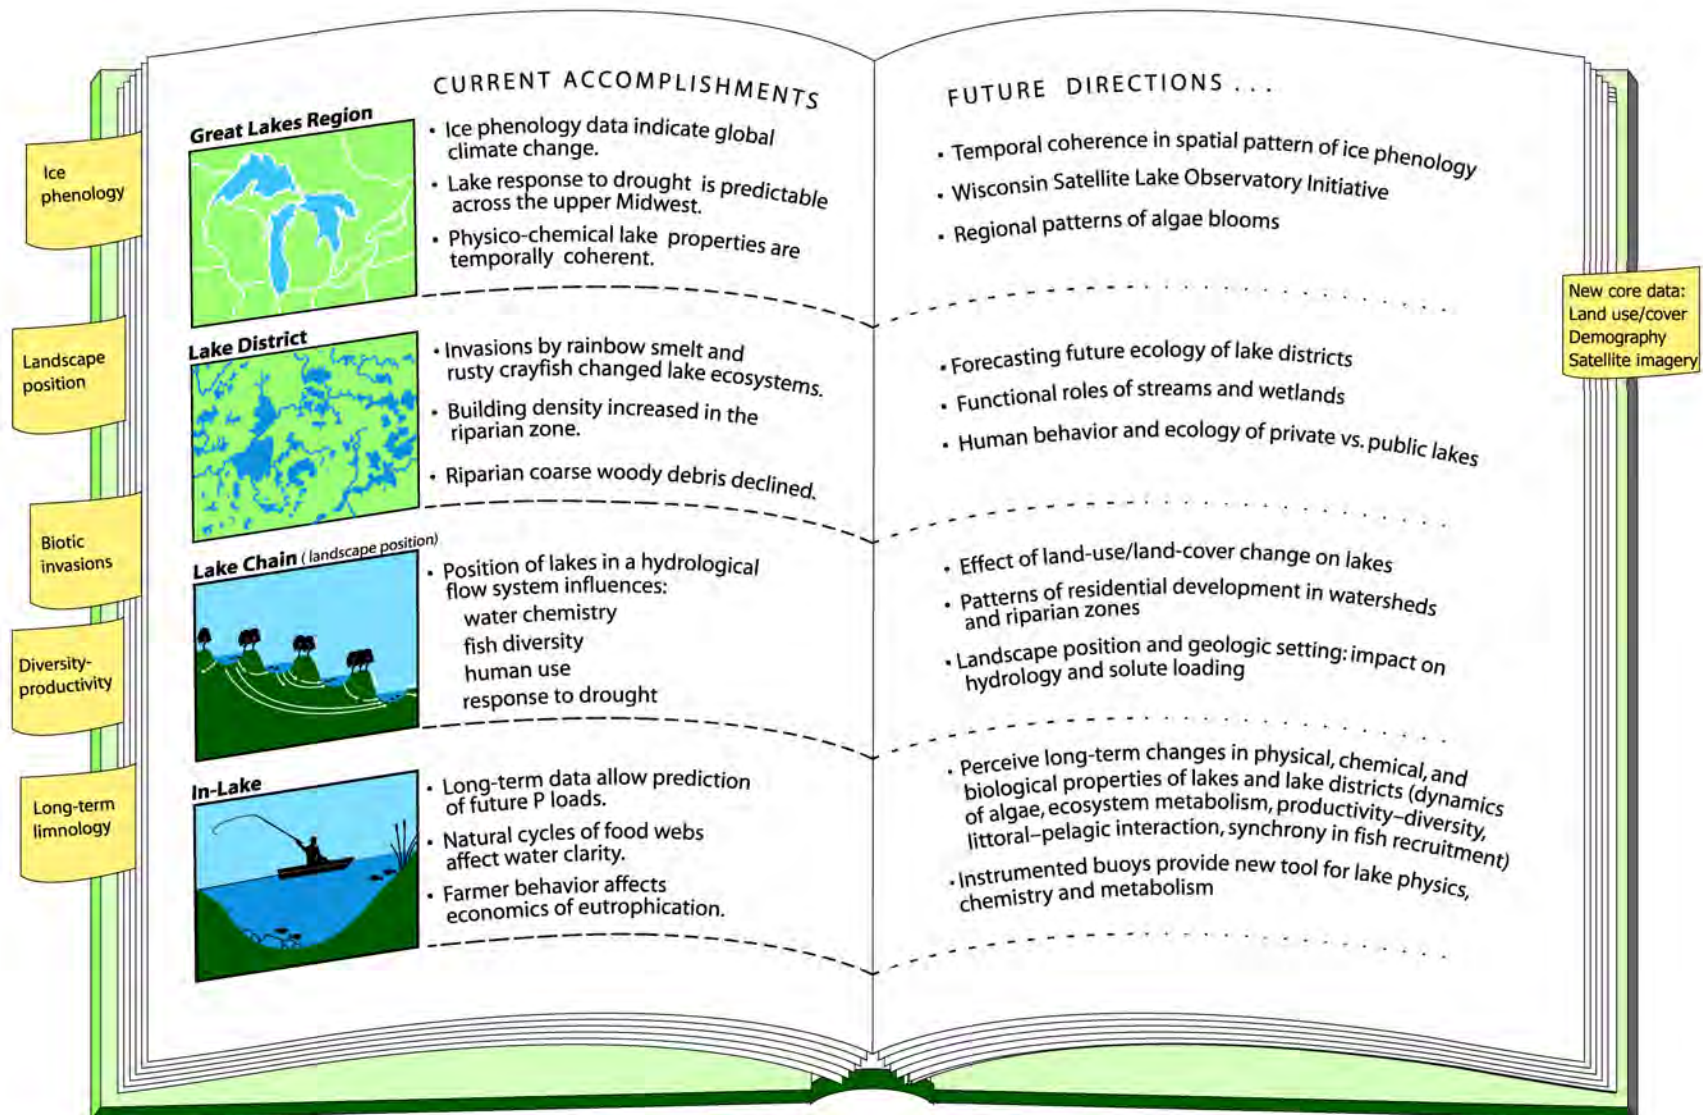 CURRENT ACCOMPLISHMENTS
Great Lakes Region
• Ice phenology data indicate global
climate change.
• Lake response to drought is predictable
across the upper Midwest.
• Physico-chemical lake properties are
temporally coherent.
Lake District
• Invasions by rainbow smelt and
rusty crayfish changed lake ecosystems.
• Building density increased in the
riparian zone.
• Riparian coarse woody debris declined.
Lake Chain (landscape position)
• Position of lakes in a hydrological
flow system influences:
water chemistry
fish diversity
human use
response to drought
In-Lake
• Long-term data allow prediction
of future P loads.
• Natural cycles of food webs
affect water clarity.
• Farmer behavior affects
economics of eutrophication.
FUTURE DIRECTIONS . . .
• Temporal coherence in spatial pattern of ice phenology
• Wisconsin Satellite Lake Observatory Initiative
• Regional patterns of algae blooms
• Forecasting future ecology of lake districts
• Functional roles of streams and wetlands
• Human behavior and ecology of private vs. public lakes
• Effect of land-use/land-cover change on lakes
• Patterns of residential development in watersheds
and riparian zones
• Landscape position and geologic setting: impact on
hydrology and solute loading
• Perceive long-term changes in physical, chemical, and
biological properties of lakes and lake districts (dynamics
of algae, ecosystem metabolism, productivity–diversity,
littoral–pelagic interaction, synchrony in fish recruitment)
• Instrumented buoys provide new tool for lake physics,
chemistry and metabolism
Ice
phenology
Landscape
position
Biotic
invasions
Diversity-
productivity
Long-term
limnology
New core data:
Land use/cover
Demography
Satellite imagery